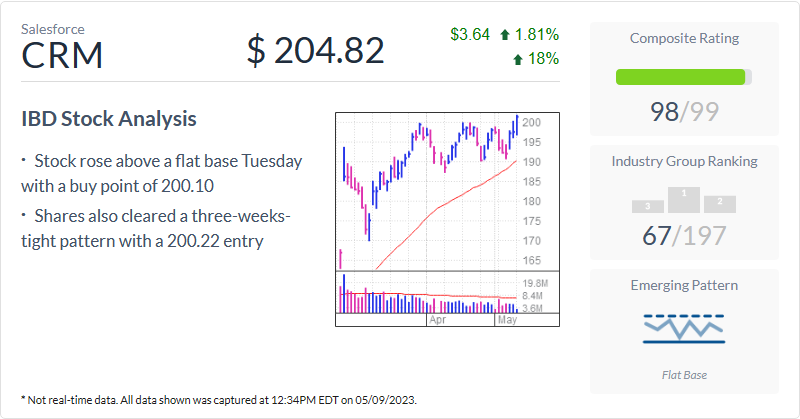 Salesforce
CRM
$ 204.82
$3.64 1.81%
18%
IBD Stock Analysis
· Stock rose above a flat base Tuesday
with a buy point of 200.10
· Shares also cleared a three-weeks-
tight pattern with a 200.22 entry
200
195
190
185
180
175
170
165
19.8M
8.4M
3.6M
Apr
May
Composite Rating
98/99
Industry Group Ranking
3
1
2
67/197
Emerging Pattern
Flat Base
* Not real-time data. All data shown was captured at 12:34PM EDT on 05/09/2023.